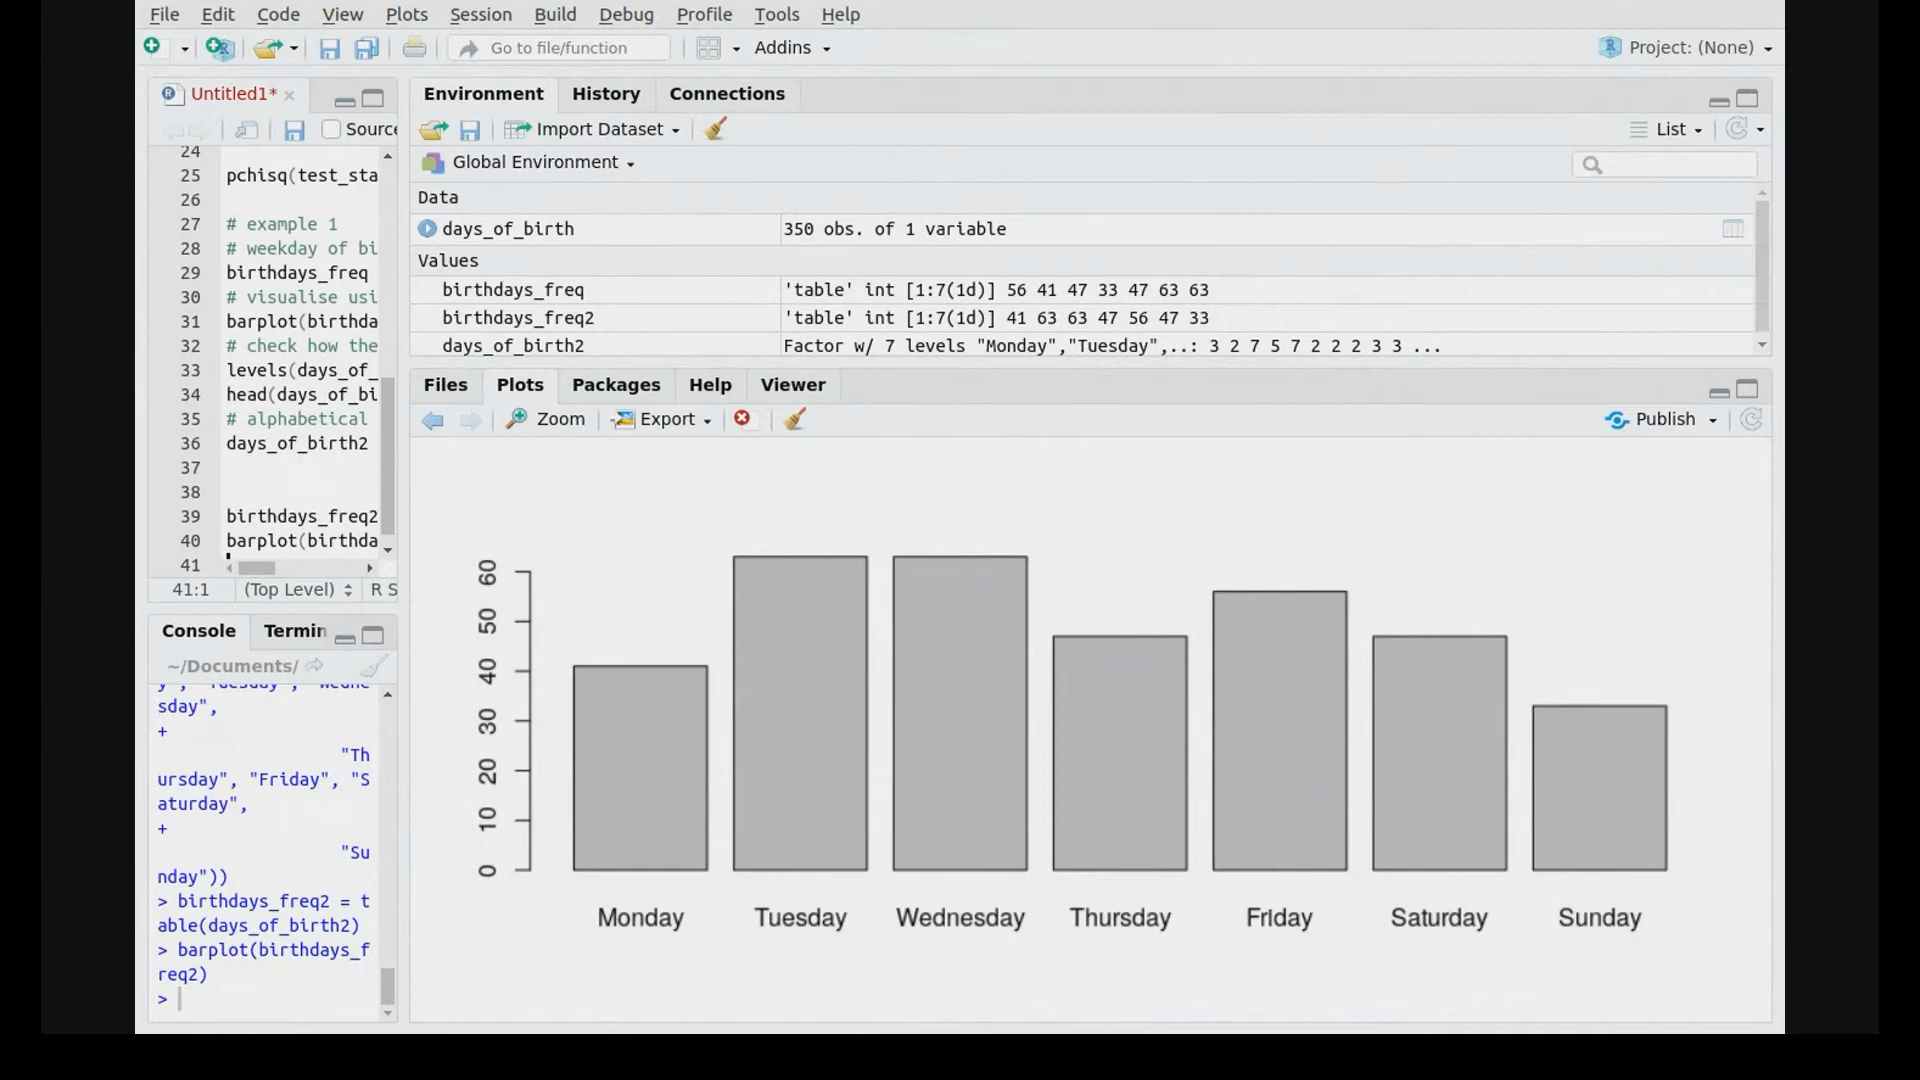 File Edit Code View Plots Session Build Debug Profile Tools Help
Go to file/function Addins Project: (None)
Untitled1*
Source
24
25 pchisq(test_sta
26
27 # example 1
28 # weekday of bi
29 birthdays_freq
30 # visualise usi
31 barplot(birthda
32 # check how the
33 levels(days_of_
34 head(days_of_bi
35 # alphabetical
36 days_of_birth2
37
38
39 birthdays_freq2
40 barplot(birthda
41
41:1 (Top Level) R S
Console Termin
~/Documents/
y", "Tuesday", "Wedne
sday",
+
"Th
ursday", "Friday", "S
aturday",
+
"Su
nday"))
> birthdays_freq2 = t
able(days_of_birth2)
> barplot(birthdays_f
req2)
>
Environment History Connections
Import Dataset List
Global Environment
Data
days_of_birth 350 obs. of 1 variable
Values
birthdays_freq 'table' int [1:7(1d)] 56 41 47 33 47 63 63
birthdays_freq2 'table' int [1:7(1d)] 41 63 63 47 56 47 33
days_of_birth2 Factor w/ 7 levels "Monday","Tuesday",..: 3 2 7 5 7 2 2 2 3 3 ...
Files Plots Packages Help Viewer
Zoom Export Publish
60
50
40
30
20
10
0
Monday Tuesday Wednesday Thursday Friday Saturday Sunday